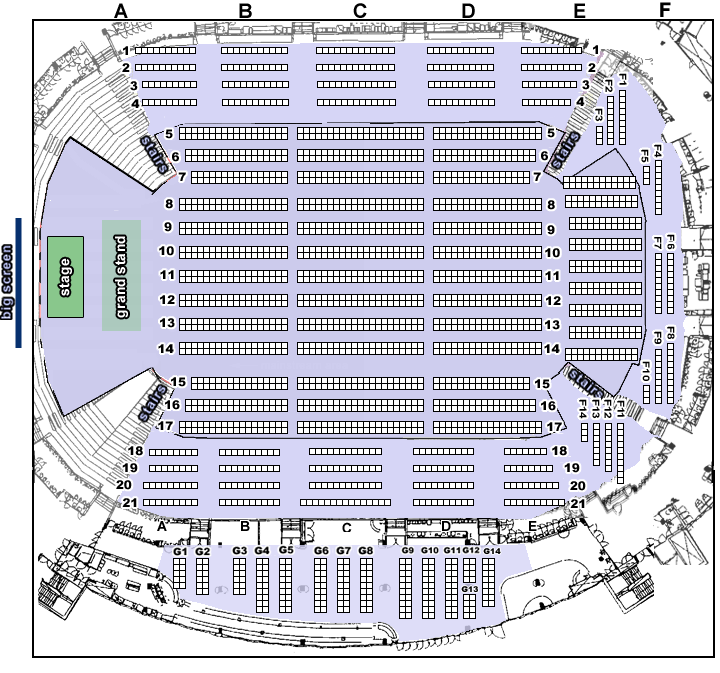 A B C D E F
1 1
2 2
3 3
4 4
F1
F2
F3
5 5
stairs stairs
6 6
7 7
F4
F5
8 8
9 9
10 10
11 11
12 12
13 13
14 14
big screen
stage
grand stand
F6
F7
F8
F9
F10
15 15
stairs stairs
16 16
17 17
F14 F13 F12 F11
18 18
19 19
20 20
21 21
A B C D E
G1 G2 G3 G4 G5 G6 G7 G8 G9 G10 G11 G12 G14
G13